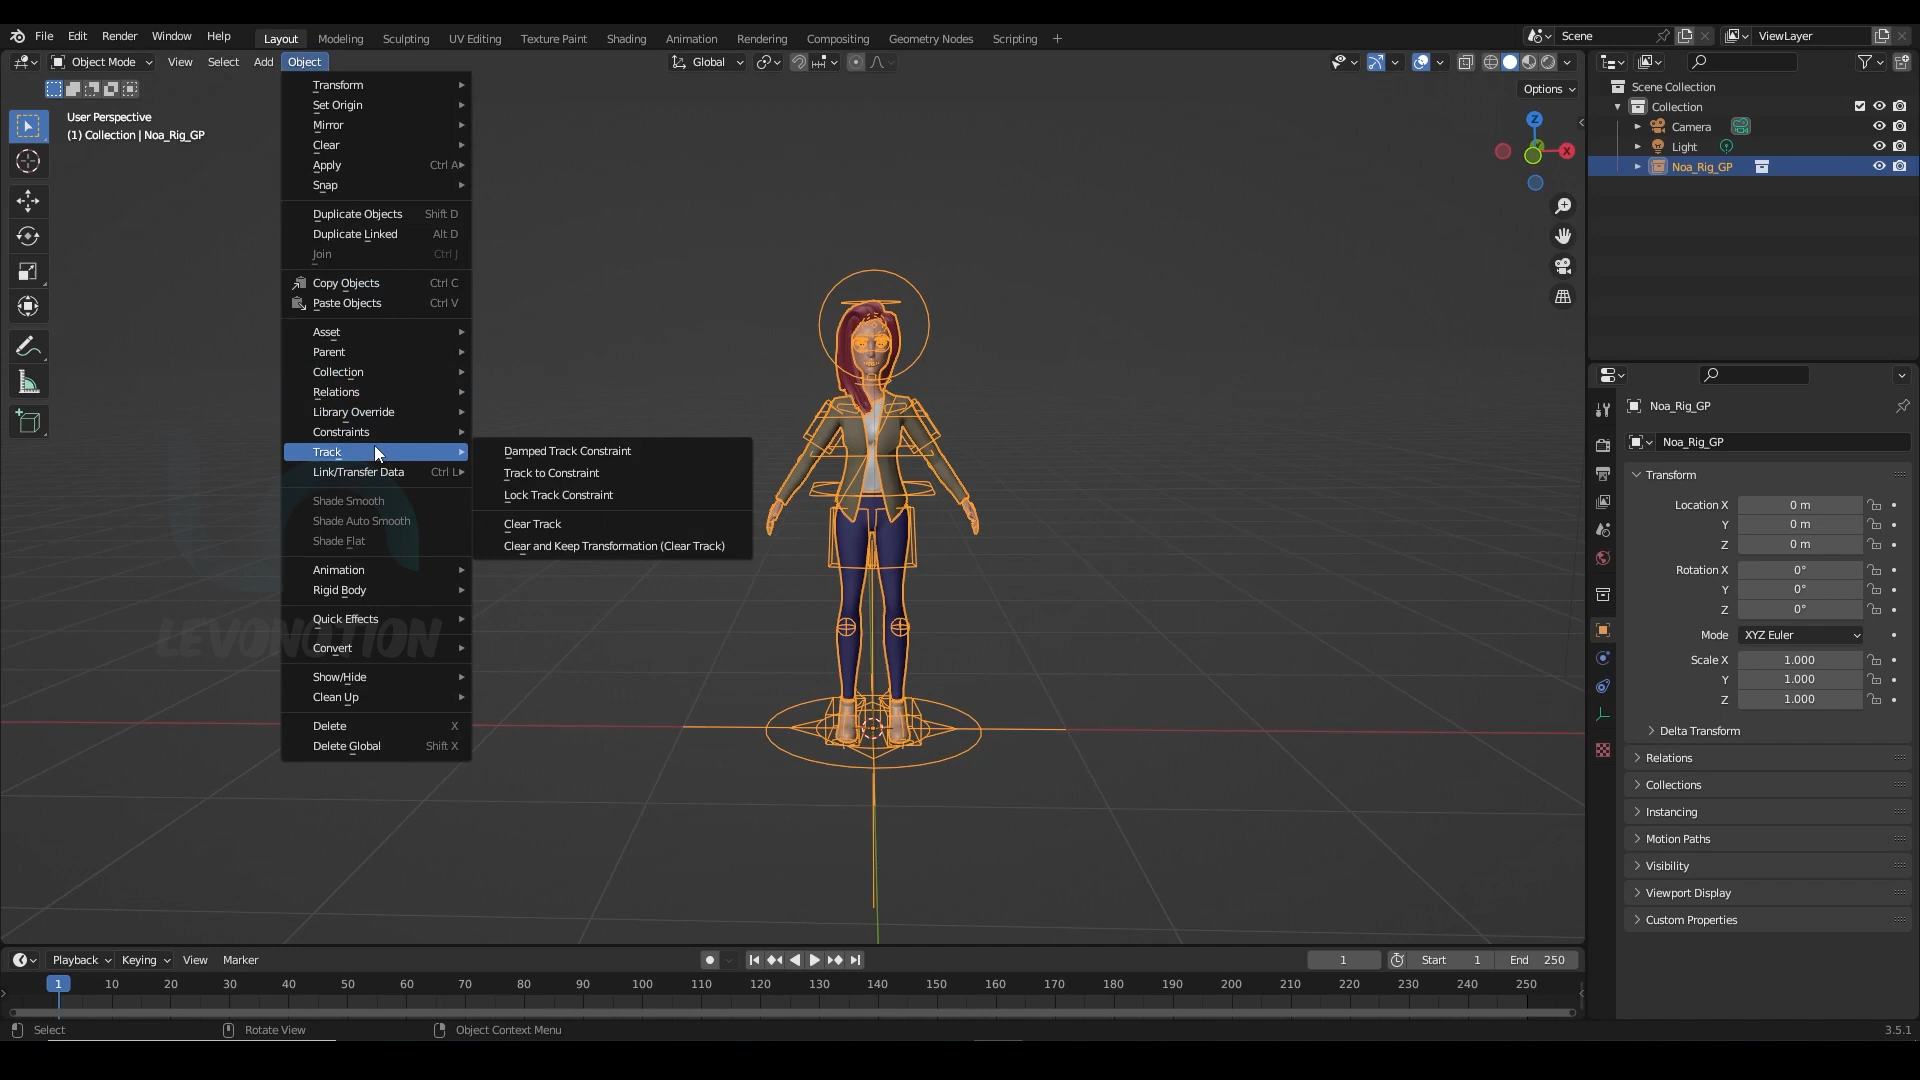 File Edit Render Window Help Layout Modeling Sculpting UV Editing Texture Paint Shading Animation Rendering Compositing Geometry Nodes Scripting + Scene ViewLayer
Object Mode View Select Add Object Global
Options
User Perspective
(1) Collection | Noa_Rig_GP
Transform
Set Origin
Mirror
Clear
Apply Ctrl A
Snap
Duplicate Objects Shift D
Duplicate Linked Alt D
Join Ctrl J
Copy Objects Ctrl C
Paste Objects Ctrl V
Asset
Parent
Collection
Relations
Library Override
Constraints
Track
Link/Transfer Data Ctrl L
Shade Smooth
Shade Auto Smooth
Shade Flat
Animation
Rigid Body
Quick Effects
Convert
Show/Hide
Clean Up
Delete X
Delete Global Shift X
Damped Track Constraint
Track to Constraint
Lock Track Constraint
Clear Track
Clear and Keep Transformation (Clear Track)
LEVONOTION
Z
X
Scene Collection
Collection
Camera
Light
Noa_Rig_GP
Noa_Rig_GP
Noa_Rig_GP
Transform
Location X 0 m
Y 0 m
Z 0 m
Rotation X 0°
Y 0°
Z 0°
Mode XYZ Euler
Scale X 1.000
Y 1.000
Z 1.000
Delta Transform
Relations
Collections
Instancing
Motion Paths
Visibility
Viewport Display
Custom Properties
Playback Keying View Marker 1 Start 1 End 250
1 10 20 30 40 50 60 70 80 90 100 110 120 130 140 150 160 170 180 190 200 210 220 230 240 250
Select Rotate View Object Context Menu 3.5.1